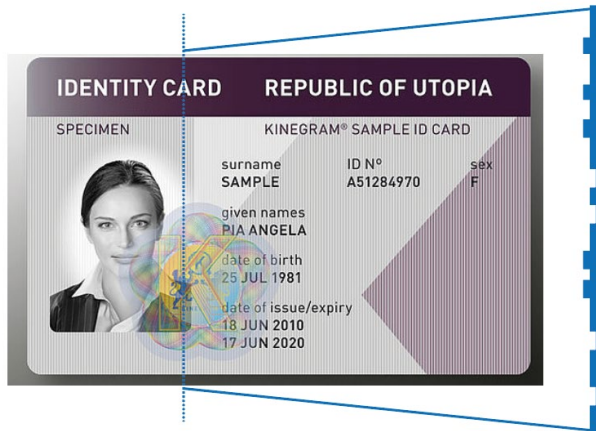 IDENTITY CARD REPUBLIC OF UTOPIA
SPECIMEN KINEGRAM® SAMPLE ID CARD
surname ID Nº sex
SAMPLE A51284970 F
given names
PIA ANGELA
date of birth
25 JUL 1981
date of issue/expiry
18 JUN 2010
17 JUN 2020